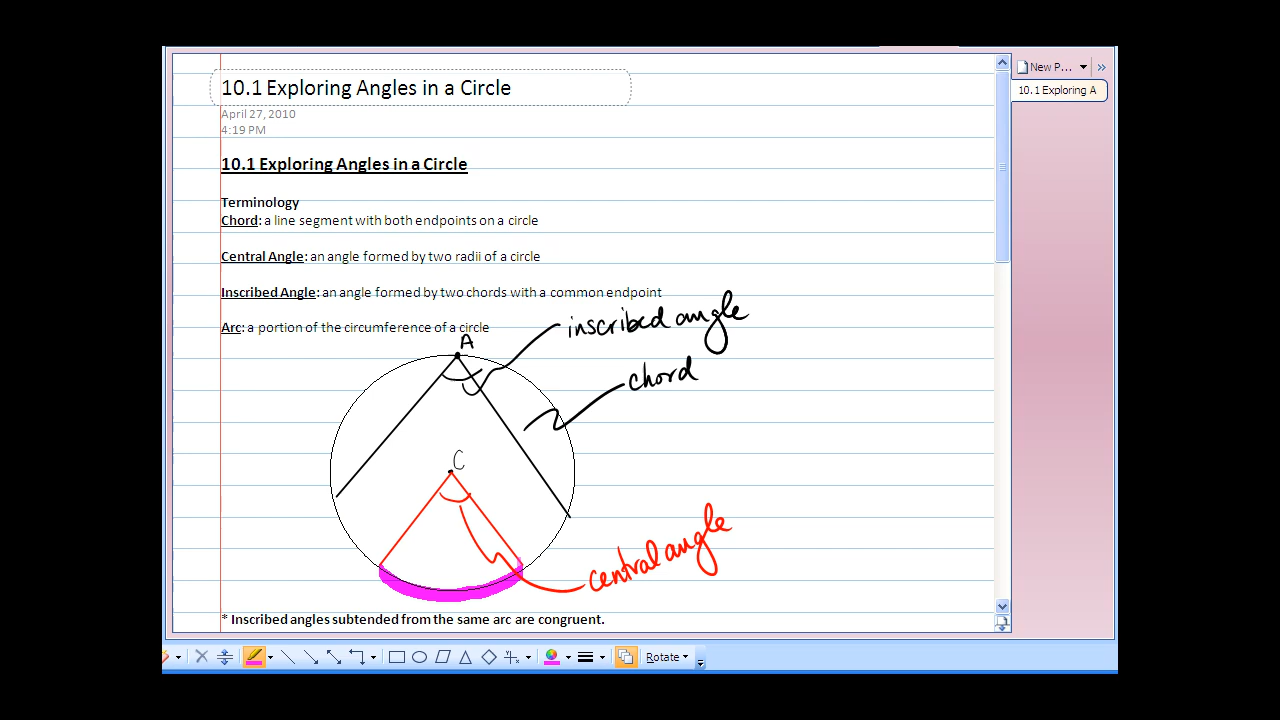 10.1 Exploring Angles in a Circle
April 27, 2010
4:19 PM
New P...
10.1 Exploring A
10.1 Exploring Angles in a Circle
Terminology
Chord: a line segment with both endpoints on a circle
Central Angle: an angle formed by two radii of a circle
Inscribed Angle: an angle formed by two chords with a common endpoint
Arc: a portion of the circumference of a circle
inscribed angle
A
chord
C
central angle
* Inscribed angles subtended from the same arc are congruent.
Rotate